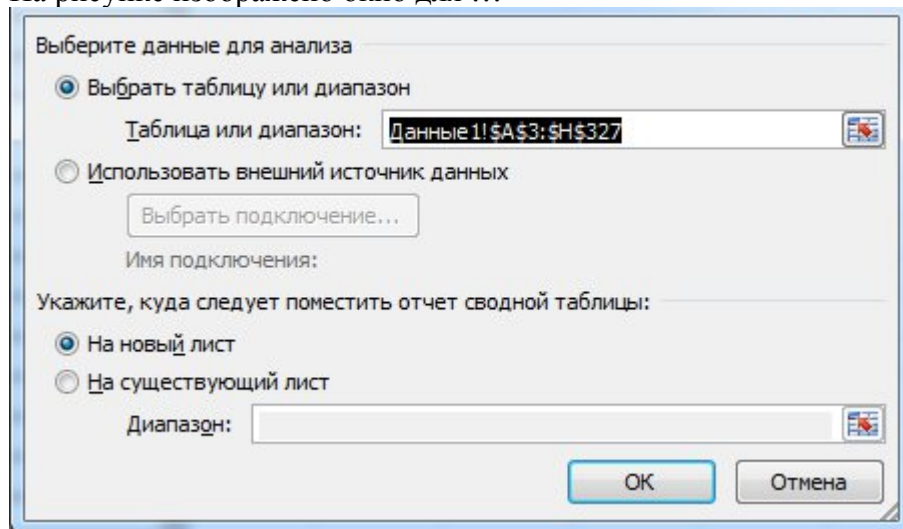 Выберите данные для анализа
Выбрать таблицу или диапазон
Таблица или диапазон: Данные1!$A$3:$H$327
Использовать внешний источник данных
Выбрать подключение...
Имя подключения:
Укажите, куда следует поместить отчет сводной таблицы:
На новый лист
На существующий лист
Диапазон:
ОК Отмена